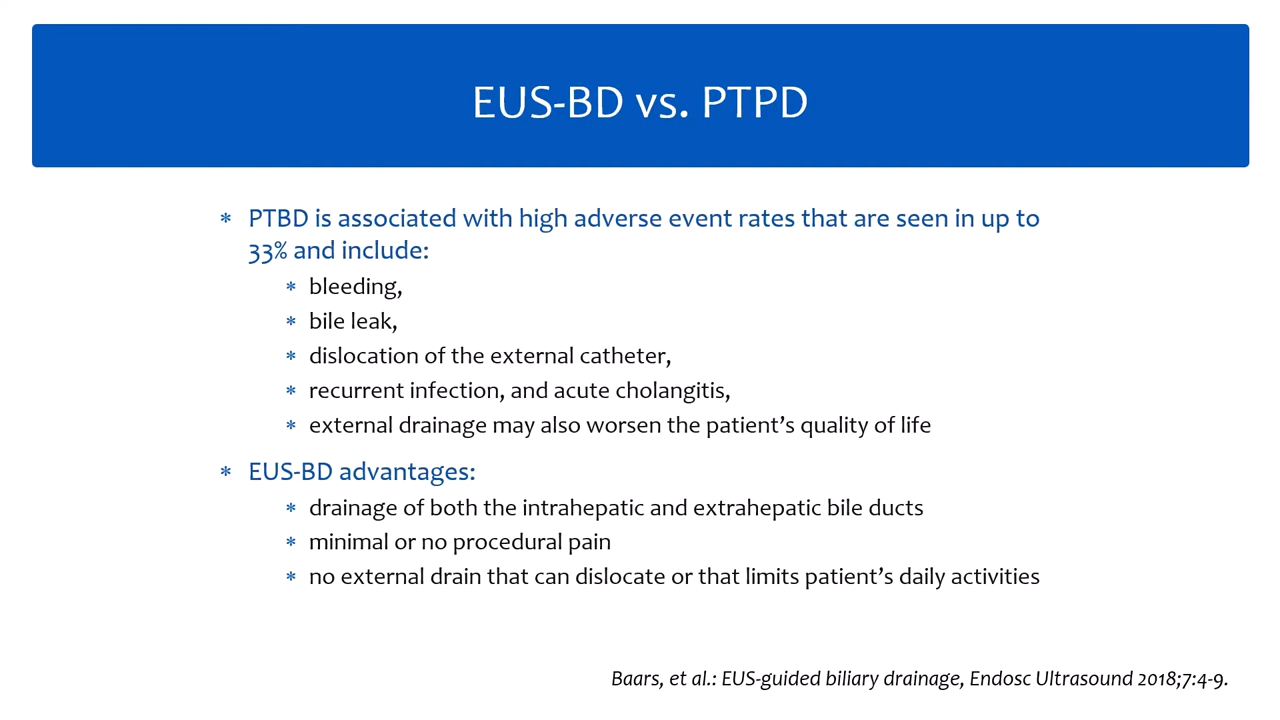 EUS-BD vs. PTPD
* PTBD is associated with high adverse event rates that are seen in up to
33% and include:
* bleeding,
* bile leak,
* dislocation of the external catheter,
* recurrent infection, and acute cholangitis,
* external drainage may also worsen the patient’s quality of life
* EUS-BD advantages:
* drainage of both the intrahepatic and extrahepatic bile ducts
* minimal or no procedural pain
* no external drain that can dislocate or that limits patient’s daily activities
Baars, et al.: EUS-guided biliary drainage, Endosc Ultrasound 2018;7:4-9.